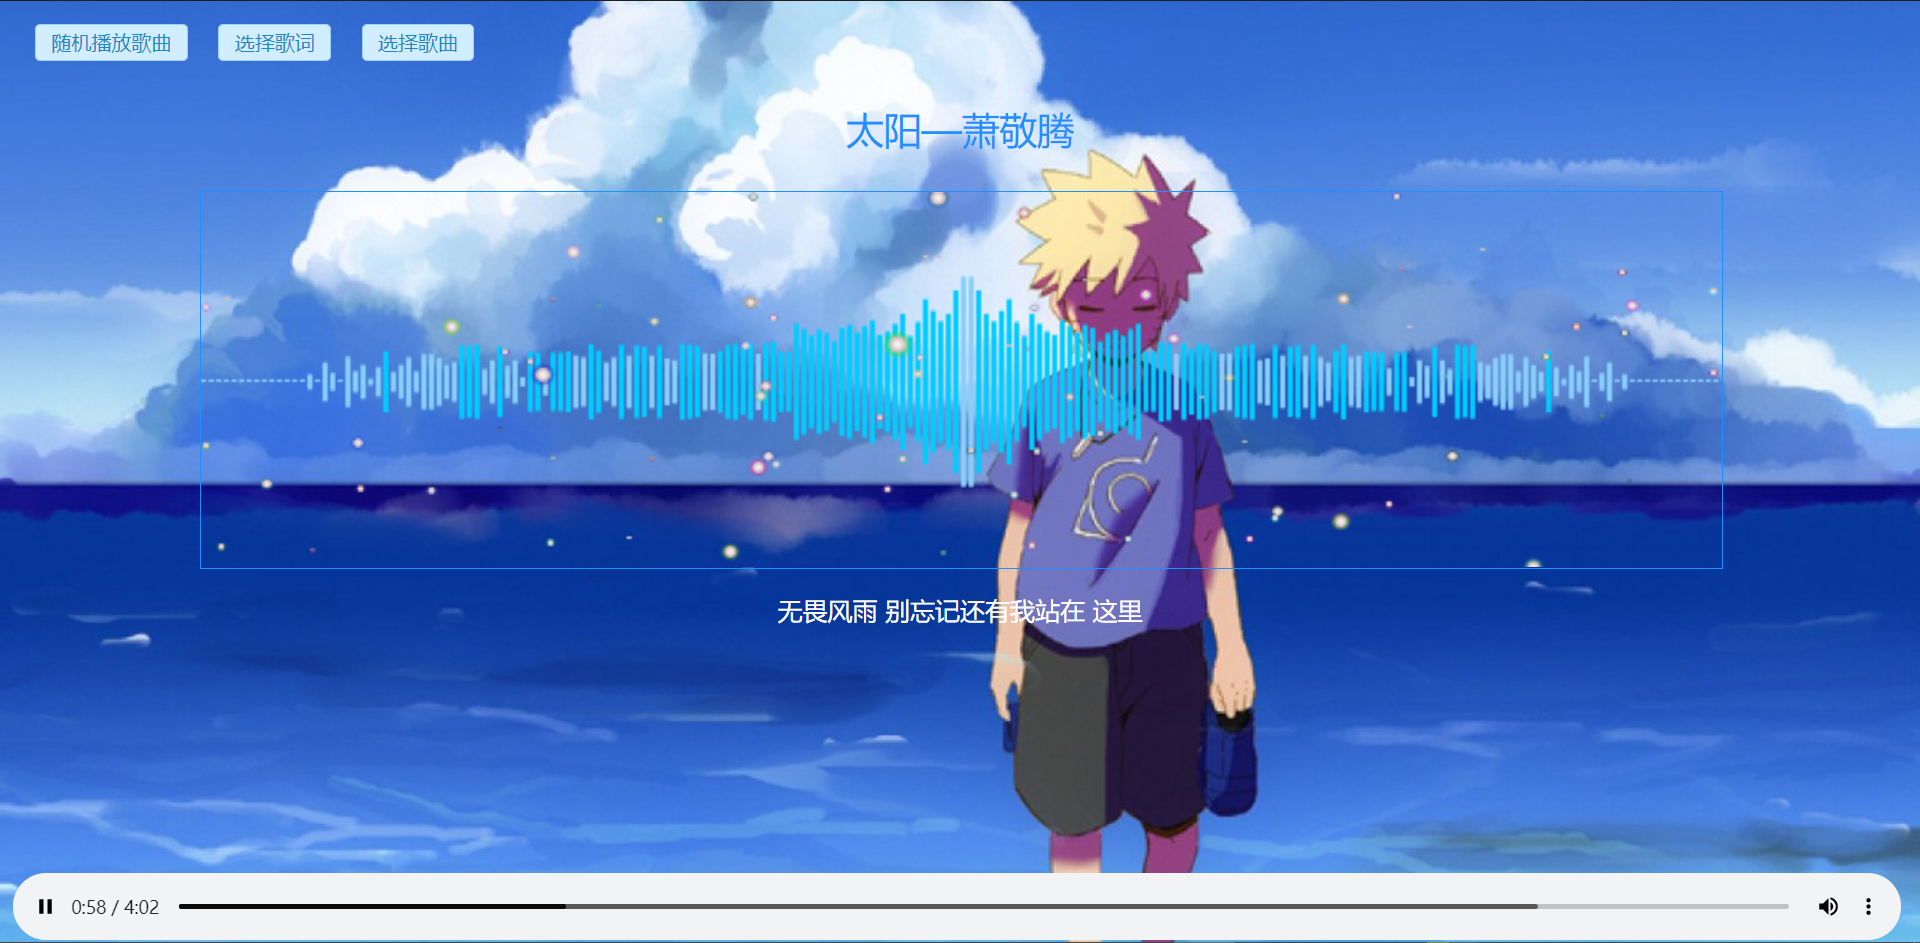 随机播放歌曲
选择歌词
选择歌曲
太阳—萧敬腾
无畏风雨 别忘记还有我站在 这里
0:58 / 4:02